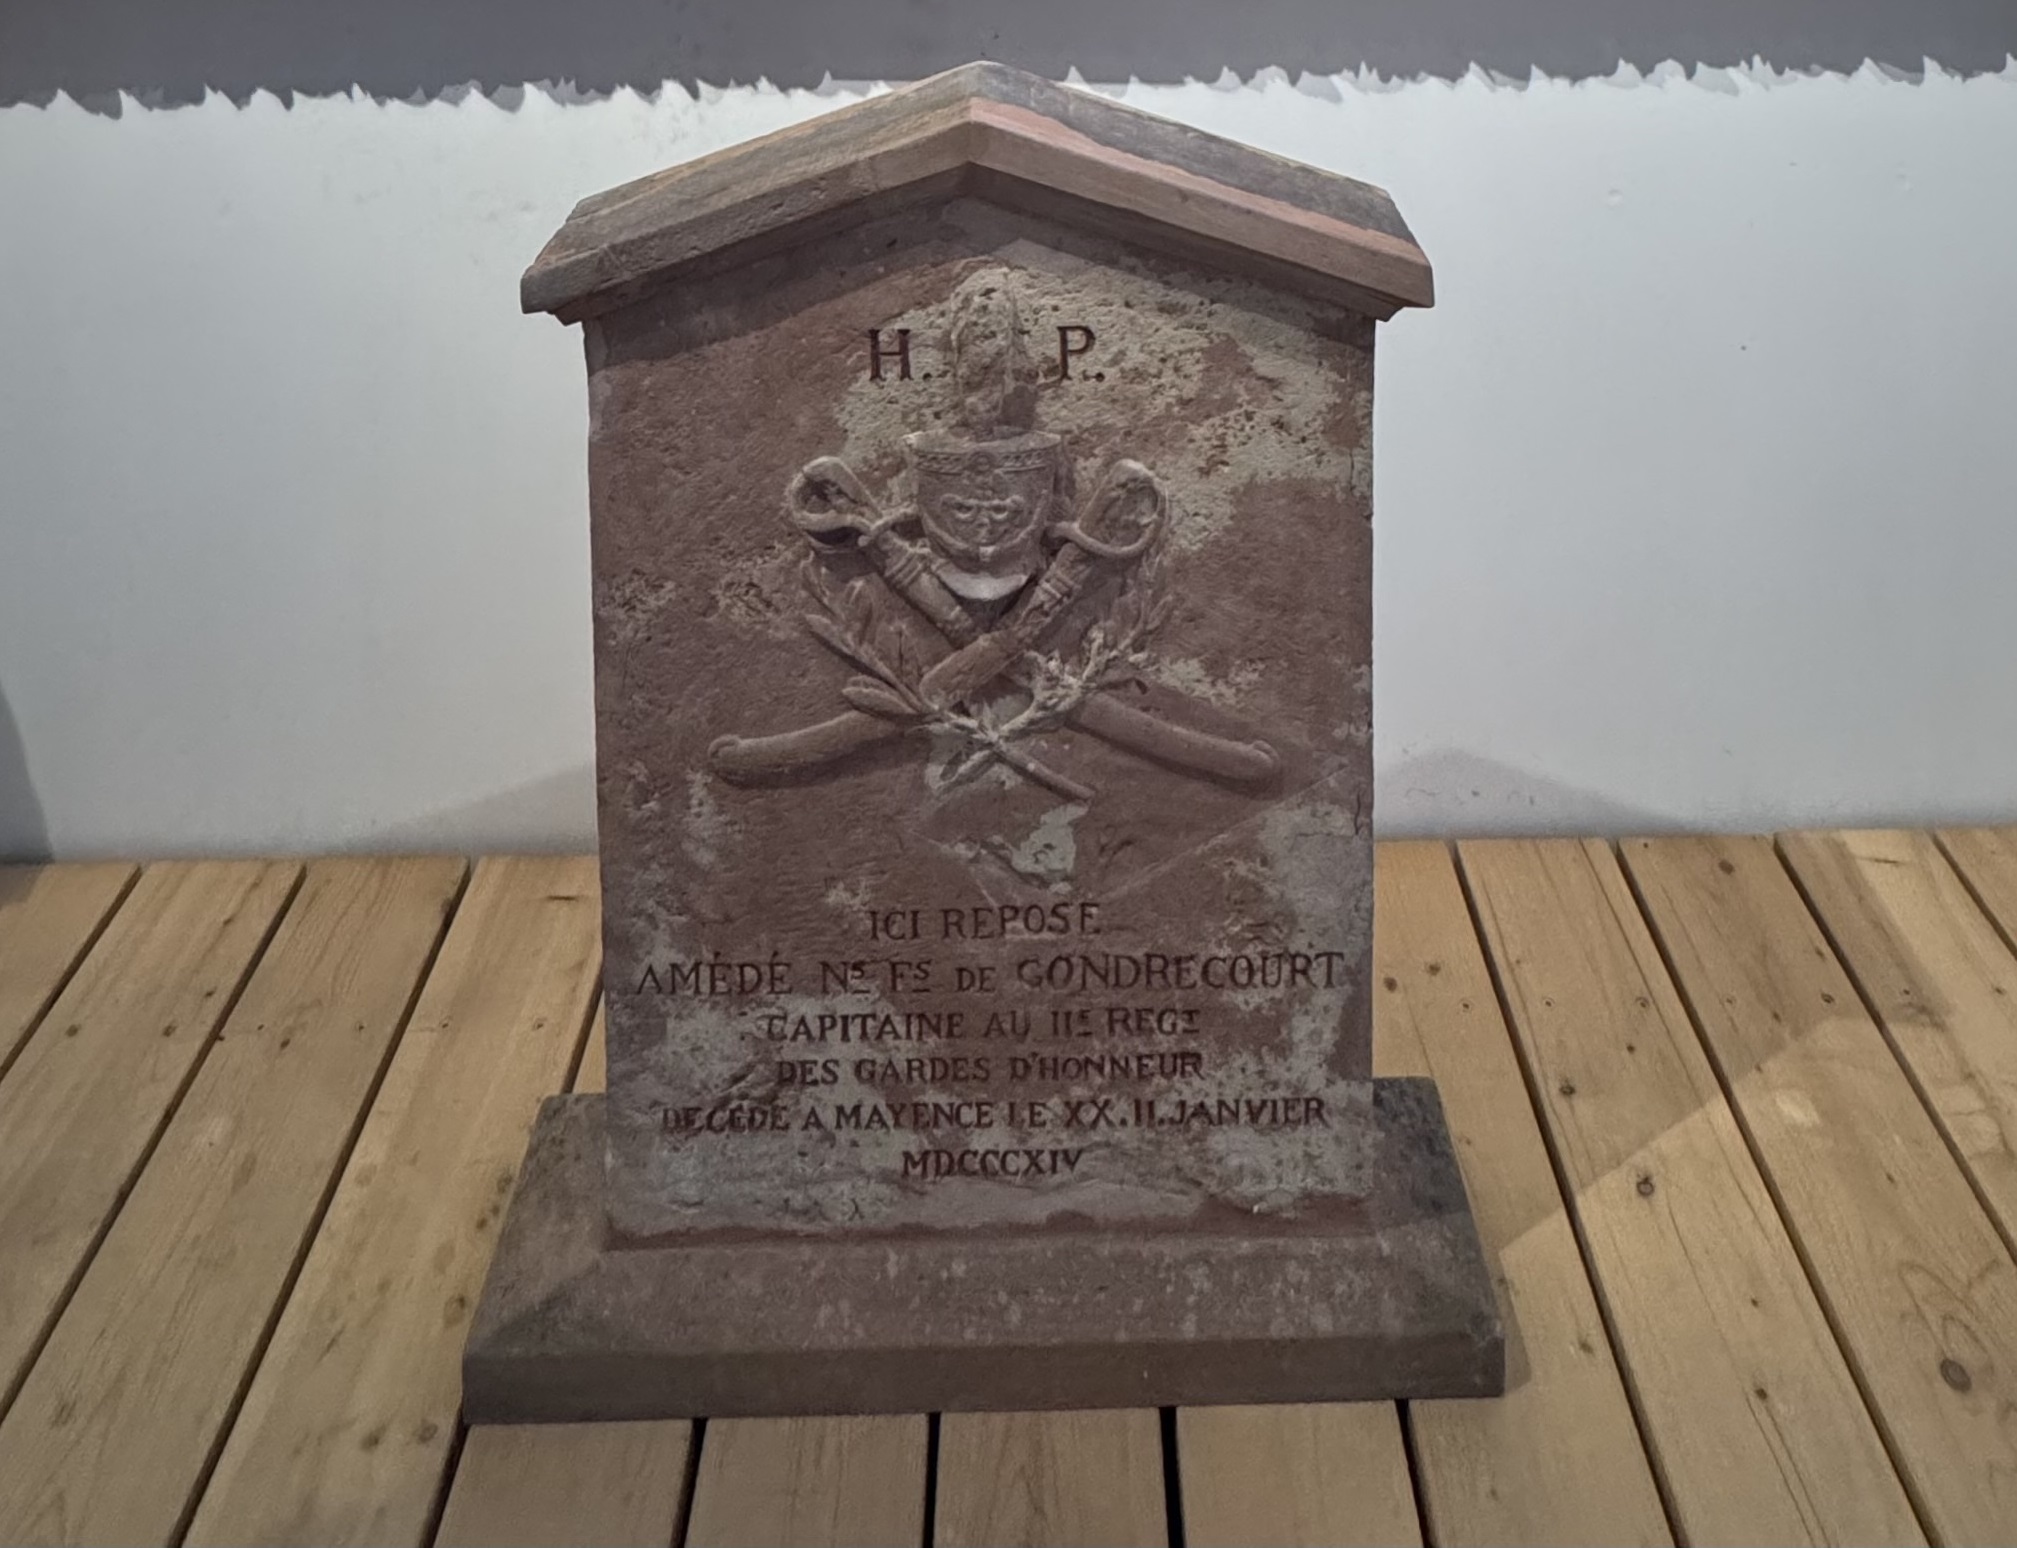 H. P.
ICI REPOSE
AMÉDÉ Nˢ Fˢ DE GONDRECOURT
CAPITAINE AU IIᴱ REGᵀ
DES GARDES D'HONNEUR
DECÉDÉ A MAYENCE LE XX.II.JANVIER
MDCCCXIV